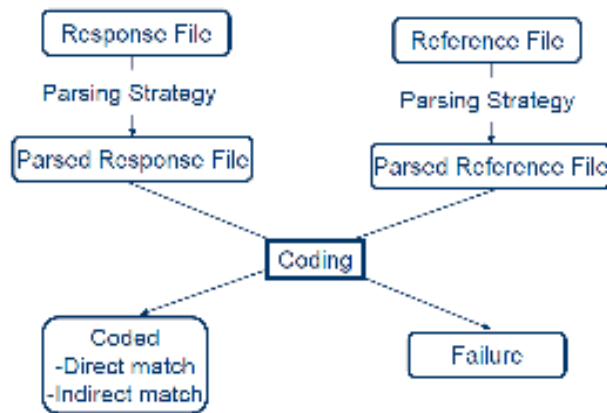 Response File
Reference File
Parsing Strategy
Parsing Strategy
Parsed Response File
Parsed Reference File
Coding
Coded
-Direct match
-Indirect match
Failure